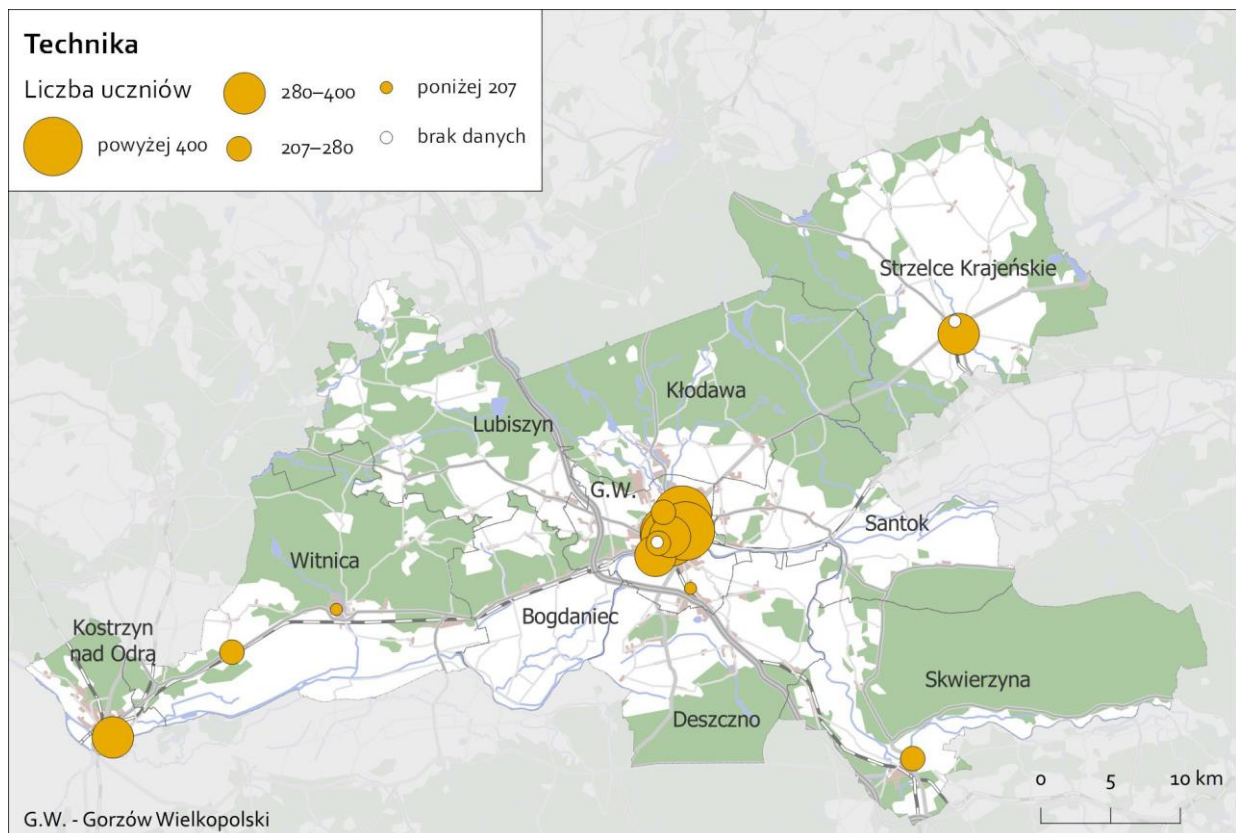 Technika
Liczba uczniów
powyżej 400
280–400
207–280
poniżej 207
brak danych
Strzelce Krajeńskie
Kłodawa
Lubiszyn
G.W.
Santok
Witnica
Bogdaniec
Kostrzyn
nad Odrą
Skwierzyna
Deszczno
0 5 10 km
G.W. - Gorzów Wielkopolski